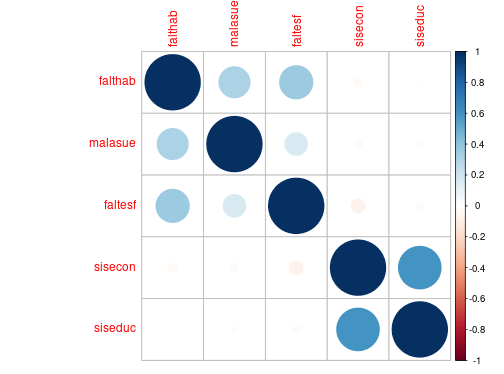 falthab
malasue
faltesf
sisecon
siseduc
falthab
malasue
faltesf
sisecon
siseduc
1
0.8
0.6
0.4
0.2
0
-0.2
-0.4
-0.6
-0.8
-1